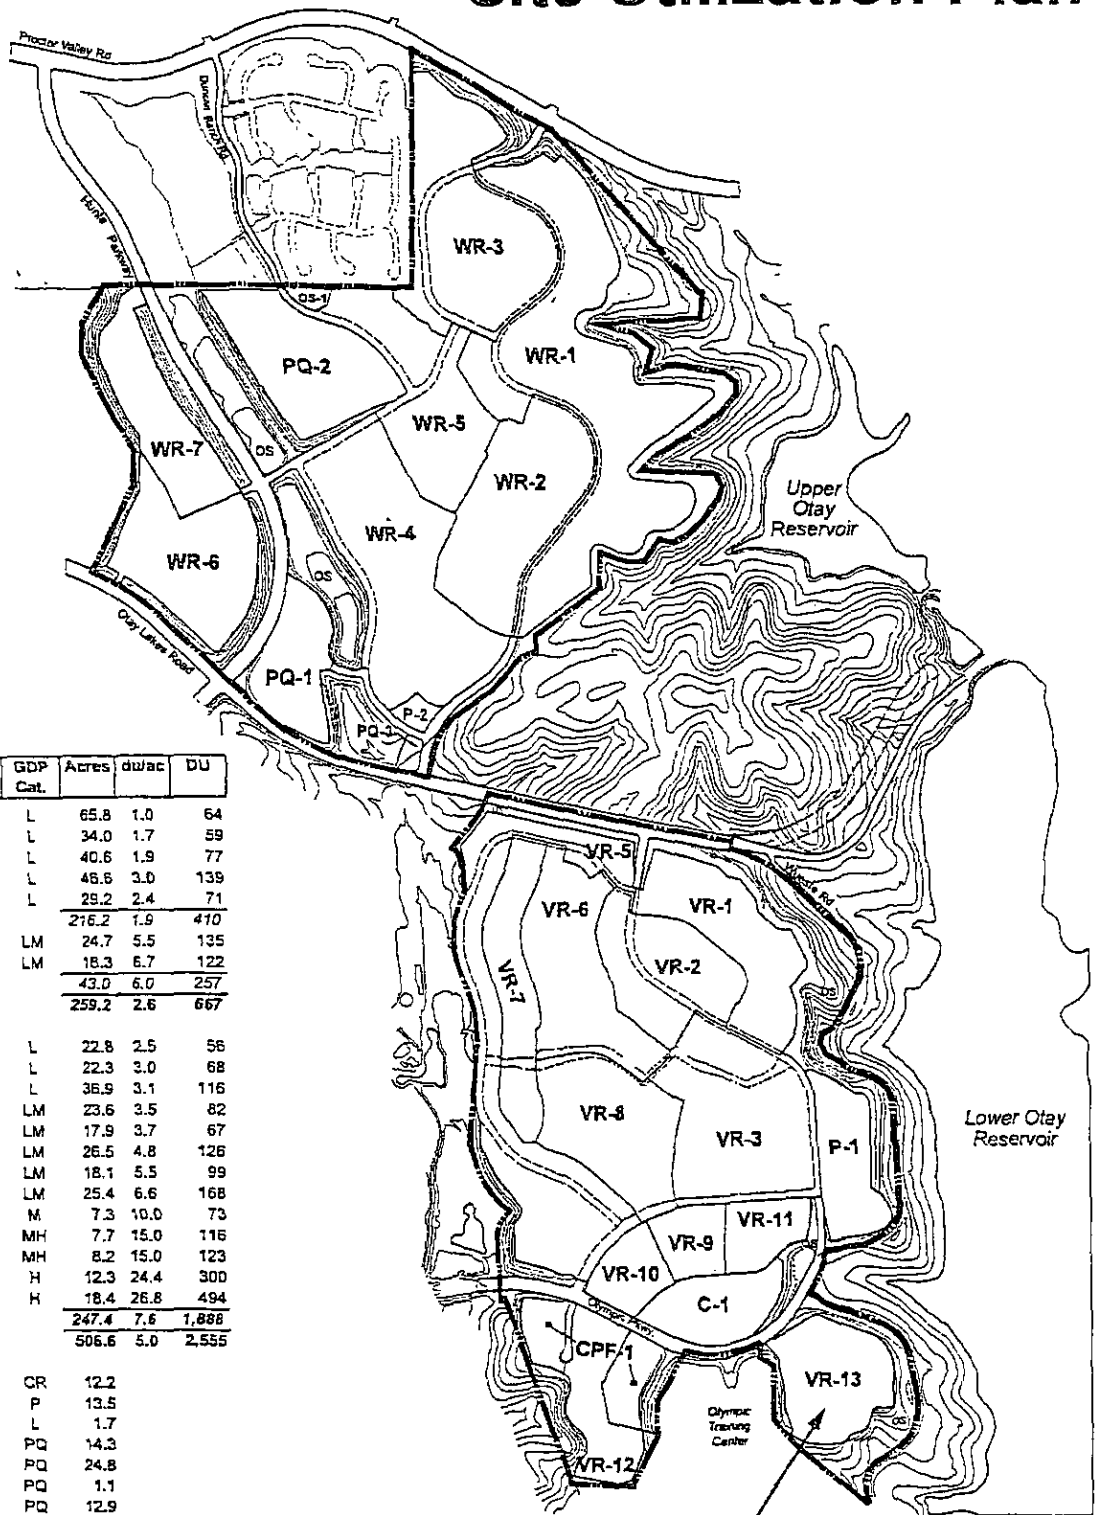 Site Utilization Plan
Proctor Valley Rd
Duncan Ranch Rd
Hunte Parkway
WR-3
OS-1
WR-1
PQ-2
WR-5
WR-7
OS
WR-2
Upper
Otay
Reservoir
WR-4
WR-6
OS
Otay Lakes Road
PQ-1
P-2
PQ-3
GDP Cat. Acres du/ac DU
L 65.8 1.0 64
L 34.0 1.7 59
L 40.6 1.9 77
L 46.6 3.0 139
L 29.2 2.4 71
216.2 1.9 410
LM 24.7 5.5 135
LM 18.3 6.7 122
43.0 6.0 257
259.2 2.6 667
L 22.8 2.5 56
L 22.3 3.0 68
L 36.9 3.1 116
LM 23.6 3.5 82
LM 17.9 3.7 67
LM 26.5 4.8 126
LM 18.1 5.5 99
LM 25.4 6.6 168
M 7.3 10.0 73
MH 7.7 15.0 116
MH 8.2 15.0 123
H 12.3 24.4 300
H 18.4 26.8 494
247.4 7.6 1,888
506.6 5.0 2,555
CR 12.2
P 13.5
L 1.7
PQ 14.3
PQ 24.8
PQ 1.1
PQ 12.9
VR-5
Wueste Rd
VR-6
VR-1
VR-2
VR-7
OS
VR-8
VR-3
P-1
Lower Otay
Reservoir
VR-11
VR-9
OS
VR-10
C-1
Olympic Pkwy.
CPF-1
VR-13
Olympic
Training
Center
OS
VR-12